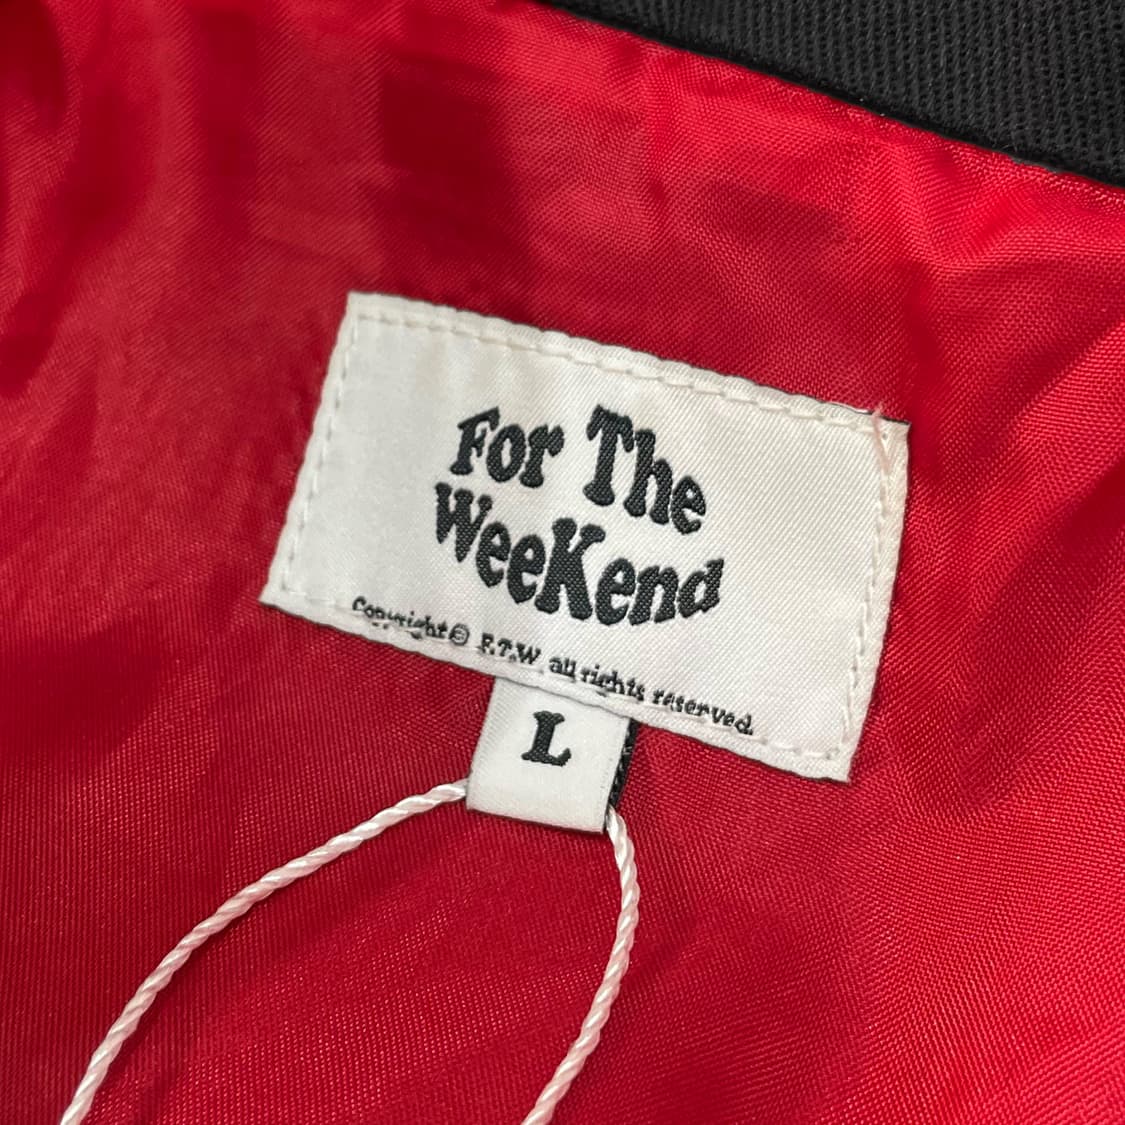 For The
WeeKend
Copyright © F.T.W. all rights reserved.
L